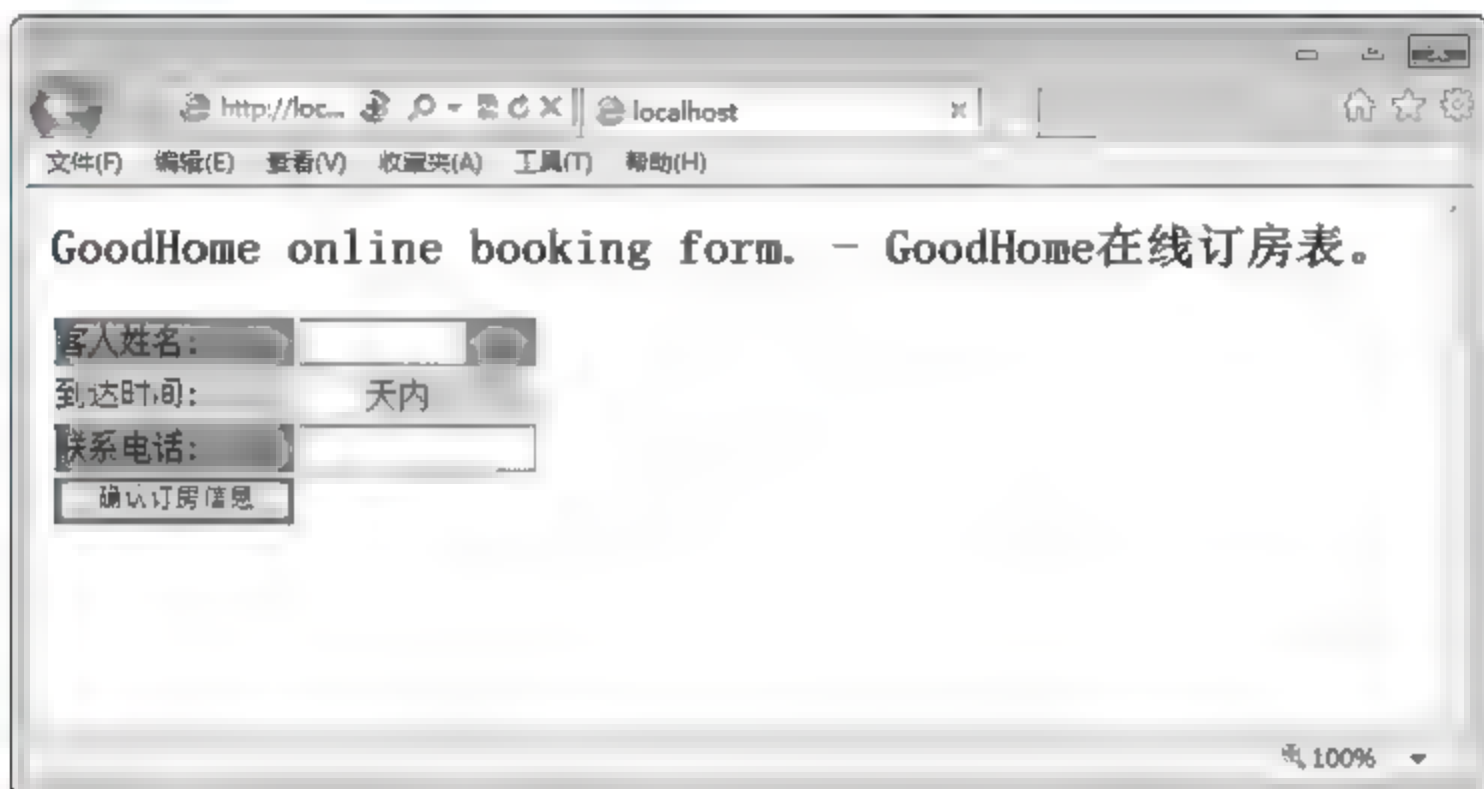 http://loc... localhost
文件(F) 编辑(E) 查看(V) 收藏夹(A) 工具(T) 帮助(H)
GoodHome online booking form. - GoodHome在线订房表。
客人姓名:
到达时间: 天内
联系电话:
确认订房信息
100%